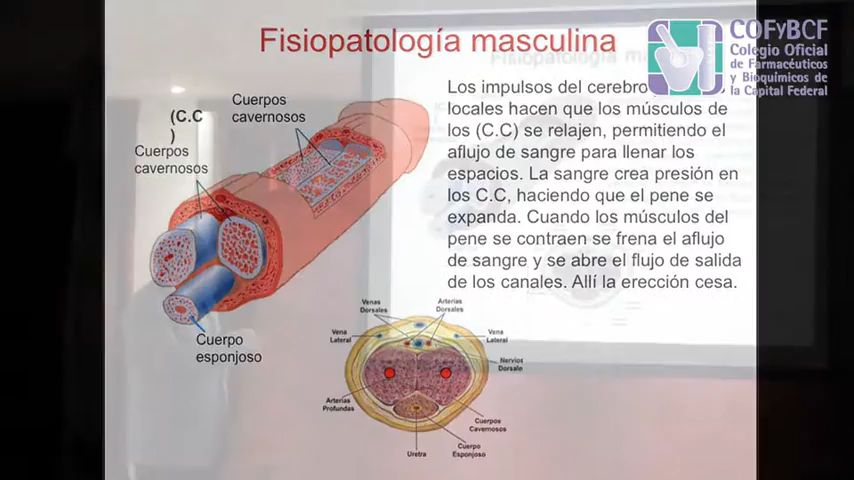 Fisiopatología masculina
COFyBCF
Colegio Oficial
de Farmacéuticos
y Bioquímicos de
la Capital Federal
Los impulsos del cerebro
locales hacen que los músculos de
los (C.C) se relajen, permitiendo el
aflujo de sangre para llenar los
espacios. La sangre crea presión en
los C.C, haciendo que el pene se
expanda. Cuando los músculos del
pene se contraen se frena el aflujo
de sangre y se abre el flujo de salida
de los canales. Allí la erección cesa.
Cuerpos
cavernosos
(C.C
)
Cuerpos
cavernosos
Cuerpo
esponjoso
Venas
Dorsales
Arterias
Dorsales
Vena
Lateral
Vena
Lateral
Nervios
Dorsale
Arterias
Profundas
Cuerpos
Cavernosos
Cuerpo
Esponjoso
Uretra